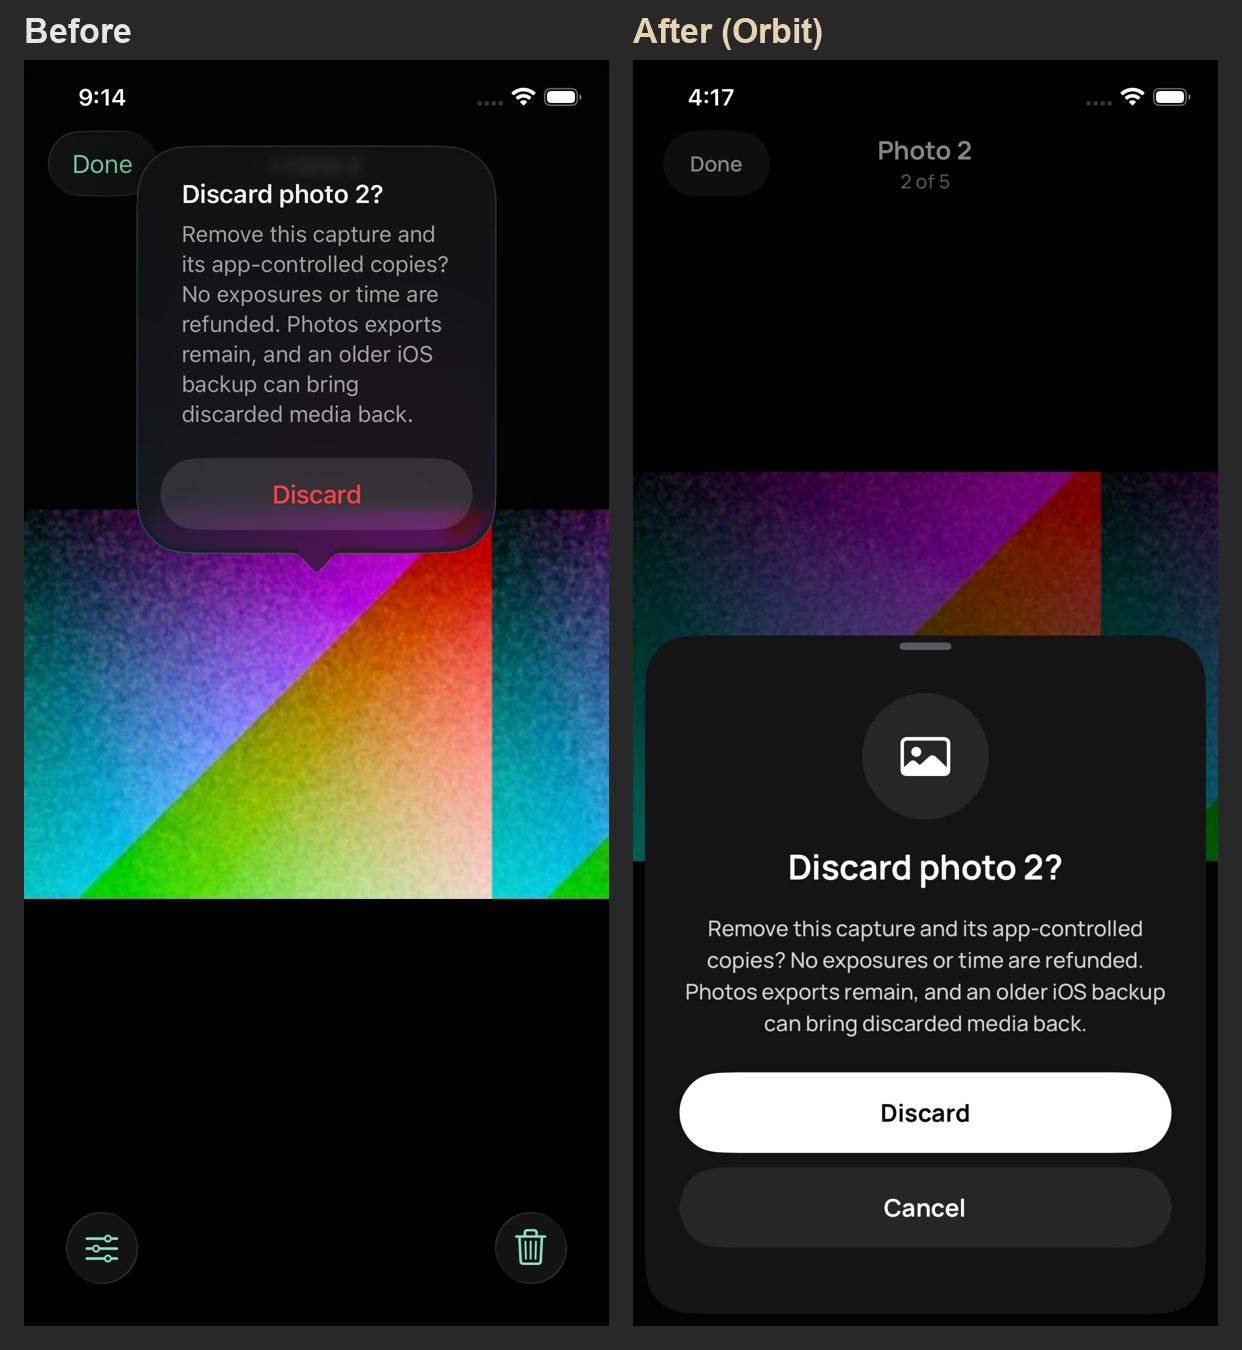 Before
9:14
Done
Discard photo 2?
Remove this capture and
its app-controlled copies?
No exposures or time are
refunded. Photos exports
remain, and an older iOS
backup can bring
discarded media back.
Discard
After (Orbit)
4:17
Done
Photo 2
2 of 5
Discard photo 2?
Remove this capture and its app-controlled
copies? No exposures or time are refunded.
Photos exports remain, and an older iOS backup
can bring discarded media back.
Discard
Cancel